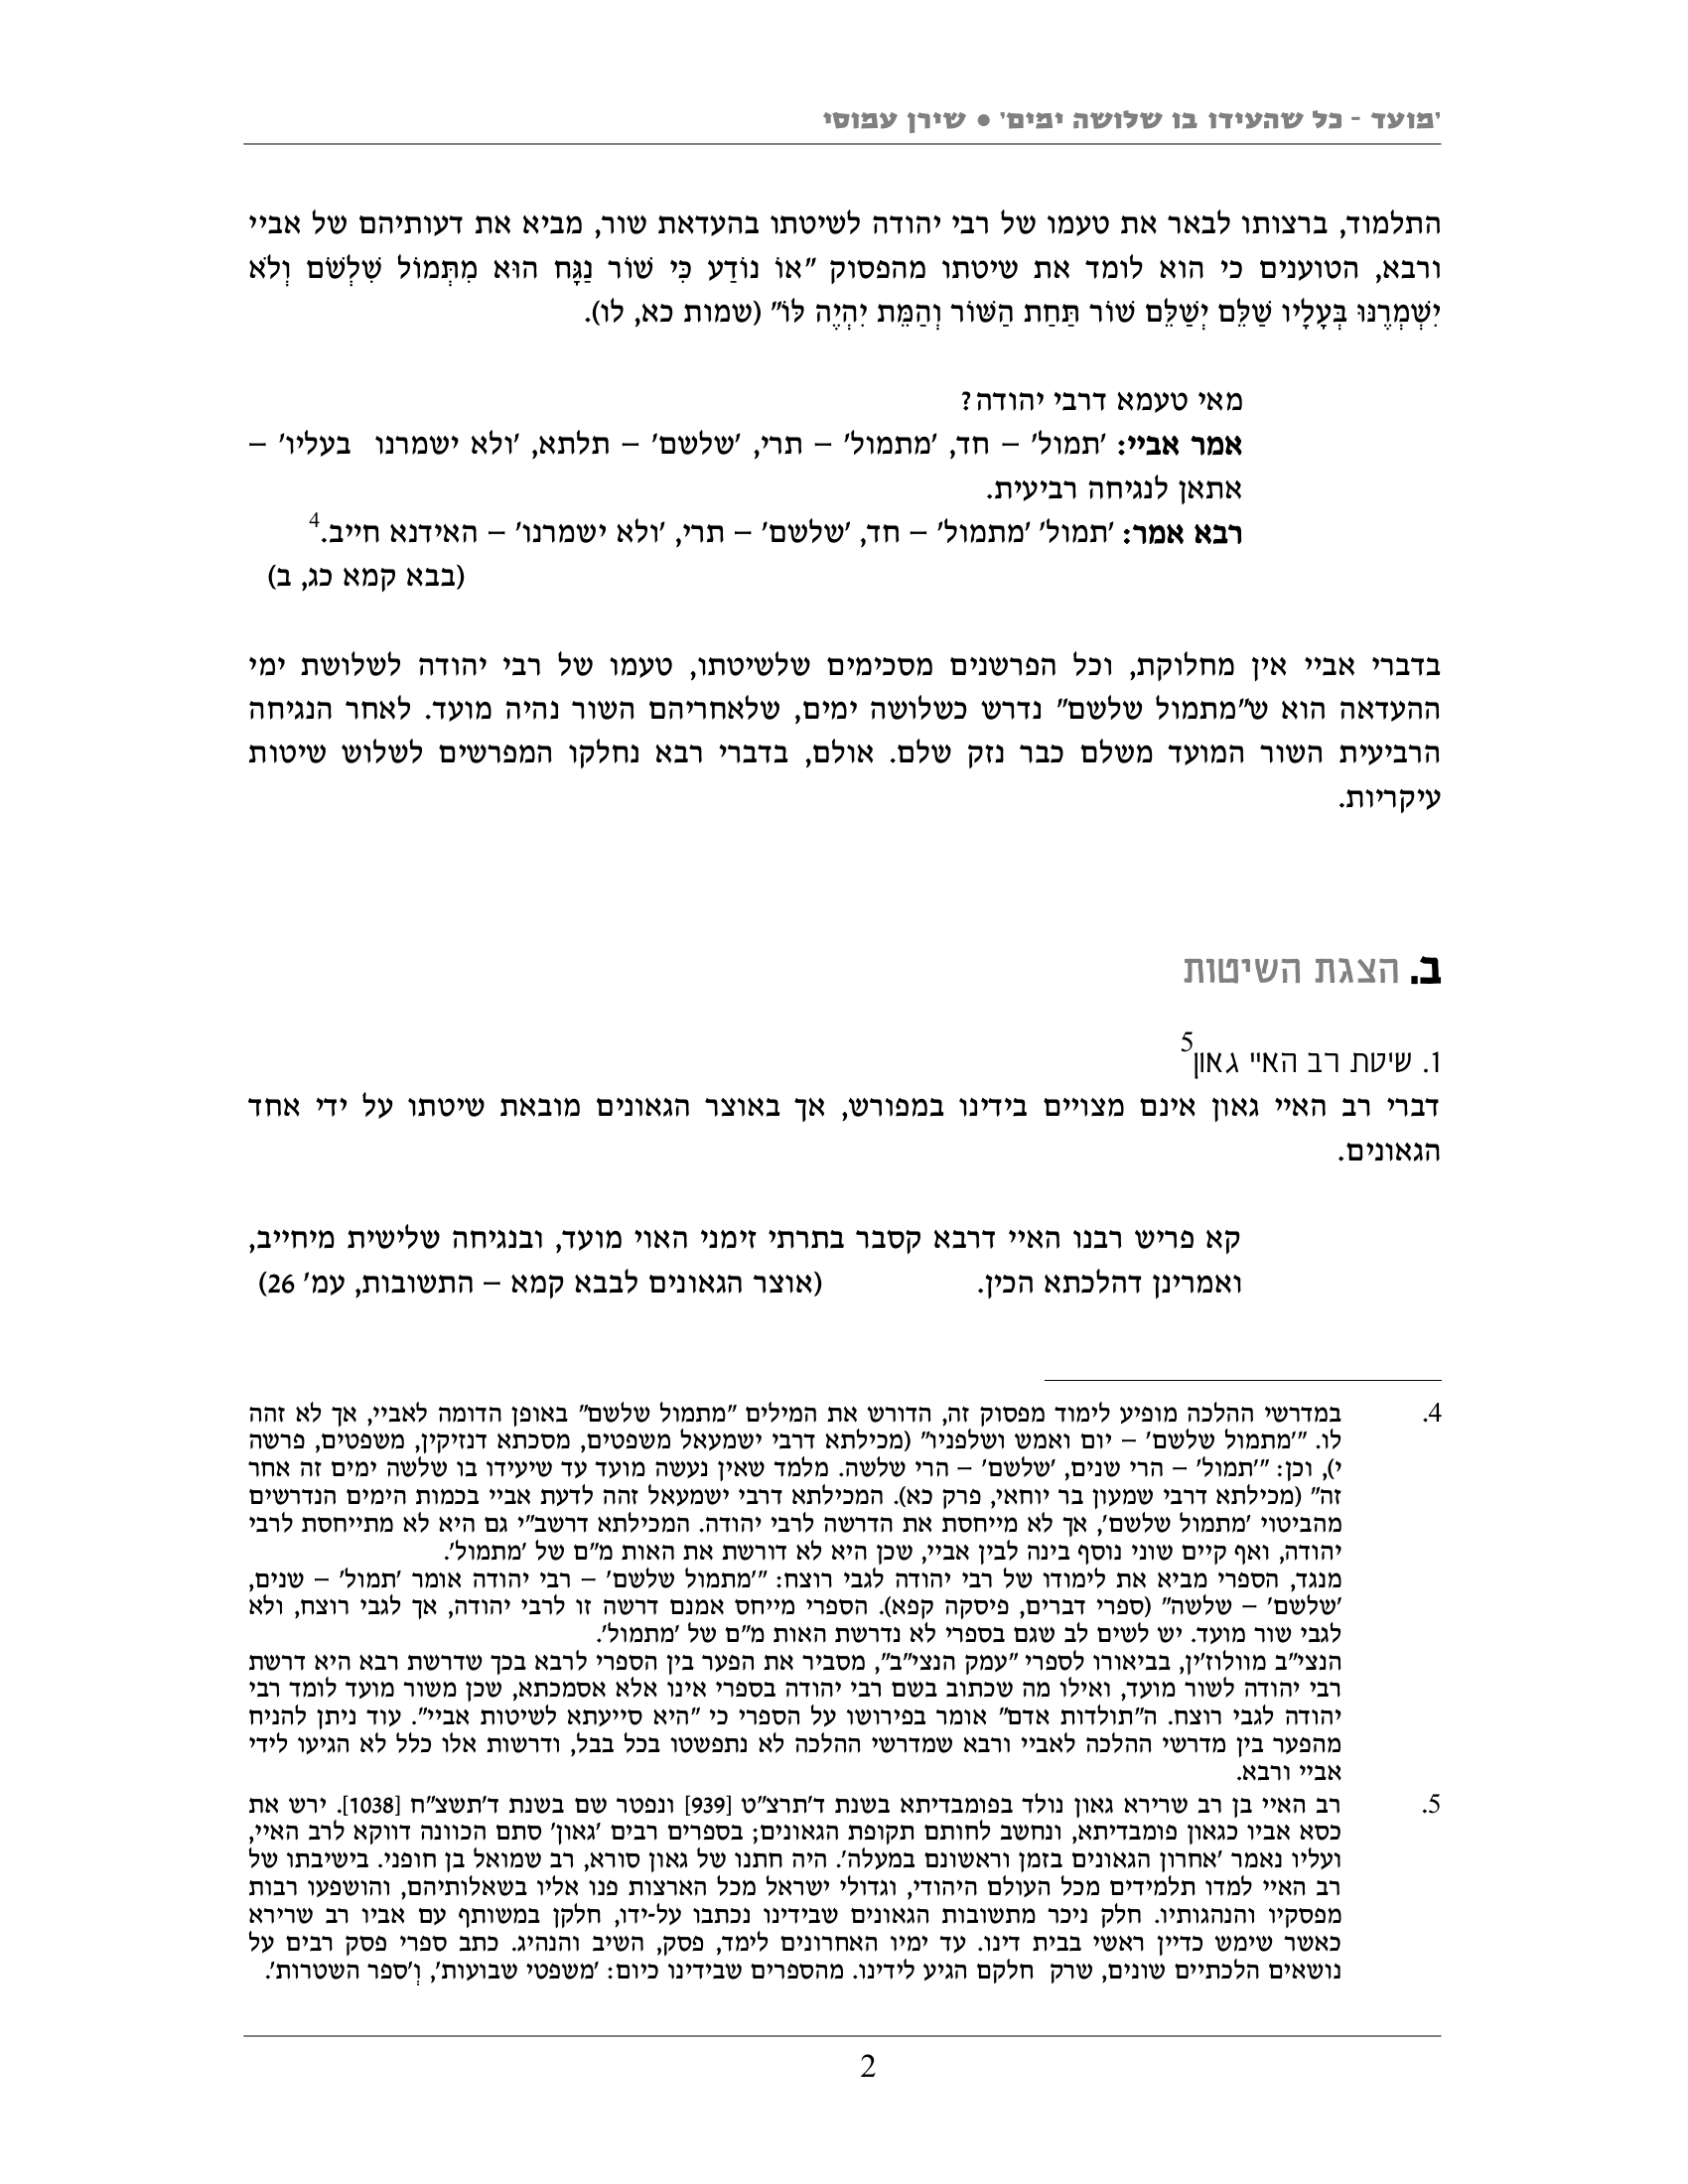 'מועד - כל שהעידו בו שלושה ימים' ● שירן עמוסי
התלמוד, ברצותו לבאר את טעמו של רבי יהודה לשיטתו בהעדאת שור, מביא את דעותיהם של אביי
ורבא, הטוענים כי הוא לומד את שיטתו מהפסוק "אוֹ נוֹדַע כִּי שׁוֹר נַגָּח הוּא מִתְּמוֹל שִׁלְשֹׁם וְלֹא
יִשְׁמְרֶנּוּ בְּעָלָיו שַׁלֵּם יְשַׁלֵּם שׁוֹר תַּחַת הַשּׁוֹר וְהַמֵּת יִהְיֶה לּוֹ" (שמות כא, לו).
מאי טעמא דרבי יהודה?
אמר אביי: 'תמול' – חד, 'מתמול' – תרי, 'שלשם' – תלתא, 'ולא ישמרנו בעליו' –
אתאן לנגיחה רביעית.
רבא אמר: 'תמול' 'מתמול' – חד, 'שלשם' – תרי, 'ולא ישמרנו' – האידנא חייב.4
(בבא קמא כג, ב)
בדברי אביי אין מחלוקת, וכל הפרשנים מסכימים שלשיטתו, טעמו של רבי יהודה לשלושת ימי
ההעדאה הוא ש"מתמול שלשם" נדרש כשלושה ימים, שלאחריהם השור נהיה מועד. לאחר הנגיחה
הרביעית השור המועד משלם כבר נזק שלם. אולם, בדברי רבא נחלקו המפרשים לשלוש שיטות
עיקריות.
ב. הצגת השיטות
1. שיטת רב האיי גאון5
דברי רב האיי גאון אינם מצויים בידינו במפורש, אך באוצר הגאונים מובאת שיטתו על ידי אחד
הגאונים.
קא פריש רבנו האיי דרבא קסבר בתרתי זימני האוי מועד, ובנגיחה שלישית מיחייב,
ואמרינן דהלכתא הכין. (אוצר הגאונים לבבא קמא – התשובות, עמ' 26)
4. במדרשי ההלכה מופיע לימוד מפסוק זה, הדורש את המילים "מתמול שלשם" באופן הדומה לאביי, אך לא זהה
לו. "'מתמול שלשם' – יום ואמש ושלפניו" (מכילתא דרבי ישמעאל משפטים, מסכתא דנזיקין, משפטים, פרשה
י), וכן: "'תמול' – הרי שנים, 'שלשם' – הרי שלשה. מלמד שאין נעשה מועד עד שיעידו בו שלשה ימים זה אחר
זה" (מכילתא דרבי שמעון בר יוחאי, פרק כא). המכילתא דרבי ישמעאל זהה לדעת אביי בכמות הימים הנדרשים
מהביטוי 'מתמול שלשם', אך לא מייחסת את הדרשה לרבי יהודה. המכילתא דרשב"י גם היא לא מתייחסת לרבי
יהודה, ואף קיים שוני נוסף בינה לבין אביי, שכן היא לא דורשת את האות מ"ם של 'מתמול'.
מנגד, הספרי מביא את לימודו של רבי יהודה לגבי רוצח: "'מתמול שלשם' – רבי יהודה אומר 'תמול' – שנים,
'שלשם' – שלשה" (ספרי דברים, פיסקה קפא). הספרי מייחס אמנם דרשה זו לרבי יהודה, אך לגבי רוצח, ולא
לגבי שור מועד. יש לשים לב שגם בספרי לא נדרשת האות מ"ם של 'מתמול'.
הנצי"ב מוולוז'ין, בביאורו לספרי "עמק הנצי"ב", מסביר את הפער בין הספרי לרבא בכך שדרשת רבא היא דרשת
רבי יהודה לשור מועד, ואילו מה שכתוב בשם רבי יהודה בספרי אינו אלא אסמכתא, שכן משור מועד לומד רבי
יהודה לגבי רוצח. ה"תולדות אדם" אומר בפירושו על הספרי כי "היא סייעתא לשיטות אביי". עוד ניתן להניח
מהפער בין מדרשי ההלכה לאביי ורבא שמדרשי ההלכה לא נתפשטו בכל בבל, ודרשות אלו כלל לא הגיעו לידי
אביי ורבא.
5. רב האיי בן רב שרירא גאון נולד בפומבדיתא בשנת ד'תרצ"ט [939] ונפטר שם בשנת ד'תשצ"ח [1038]. ירש את
כסא אביו כגאון פומבדיתא, ונחשב לחותם תקופת הגאונים; בספרים רבים 'גאון' סתם הכוונה דווקא לרב האיי,
ועליו נאמר 'אחרון הגאונים בזמן וראשונם במעלה'. היה חתנו של גאון סורא, רב שמואל בן חופני. בישיבתו של
רב האיי למדו תלמידים מכל העולם היהודי, וגדולי ישראל מכל הארצות פנו אליו בשאלותיהם, והושפעו רבות
מפסקיו והנהגותיו. חלק ניכר מתשובות הגאונים שבידינו נכתבו על-ידו, חלקן במשותף עם אביו רב שרירא
כאשר שימש כדיין ראשי בבית דינו. עד ימיו האחרונים לימד, פסק, השיב והנהיג. כתב ספרי פסק רבים על
נושאים הלכתיים שונים, שרק חלקם הגיע לידינו. מהספרים שבידינו כיום: 'משפטי שבועות', וְ'ספר השטרות'.
2